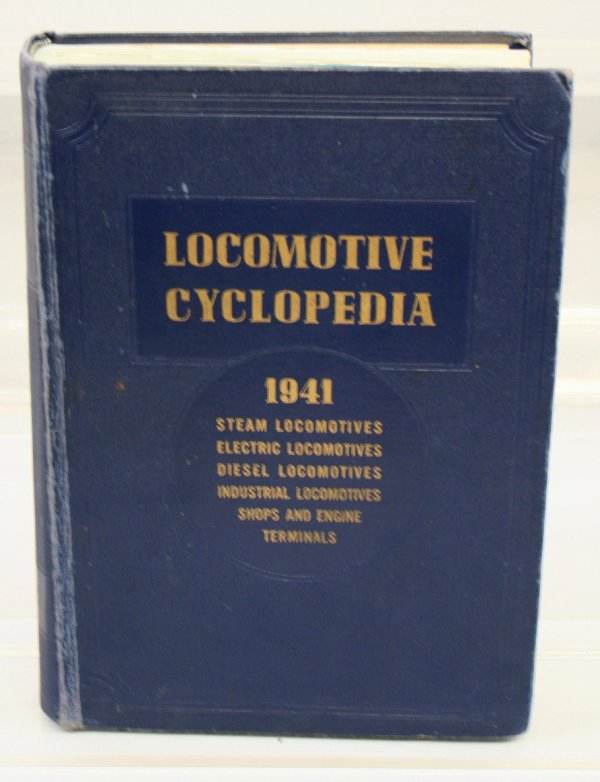 LOCOMOTIVE
CYCLOPEDIA
1941
STEAM LOCOMOTIVES
ELECTRIC LOCOMOTIVES
DIESEL LOCOMOTIVES
INDUSTRIAL LOCOMOTIVES
SHOPS AND ENGINE
TERMINALS